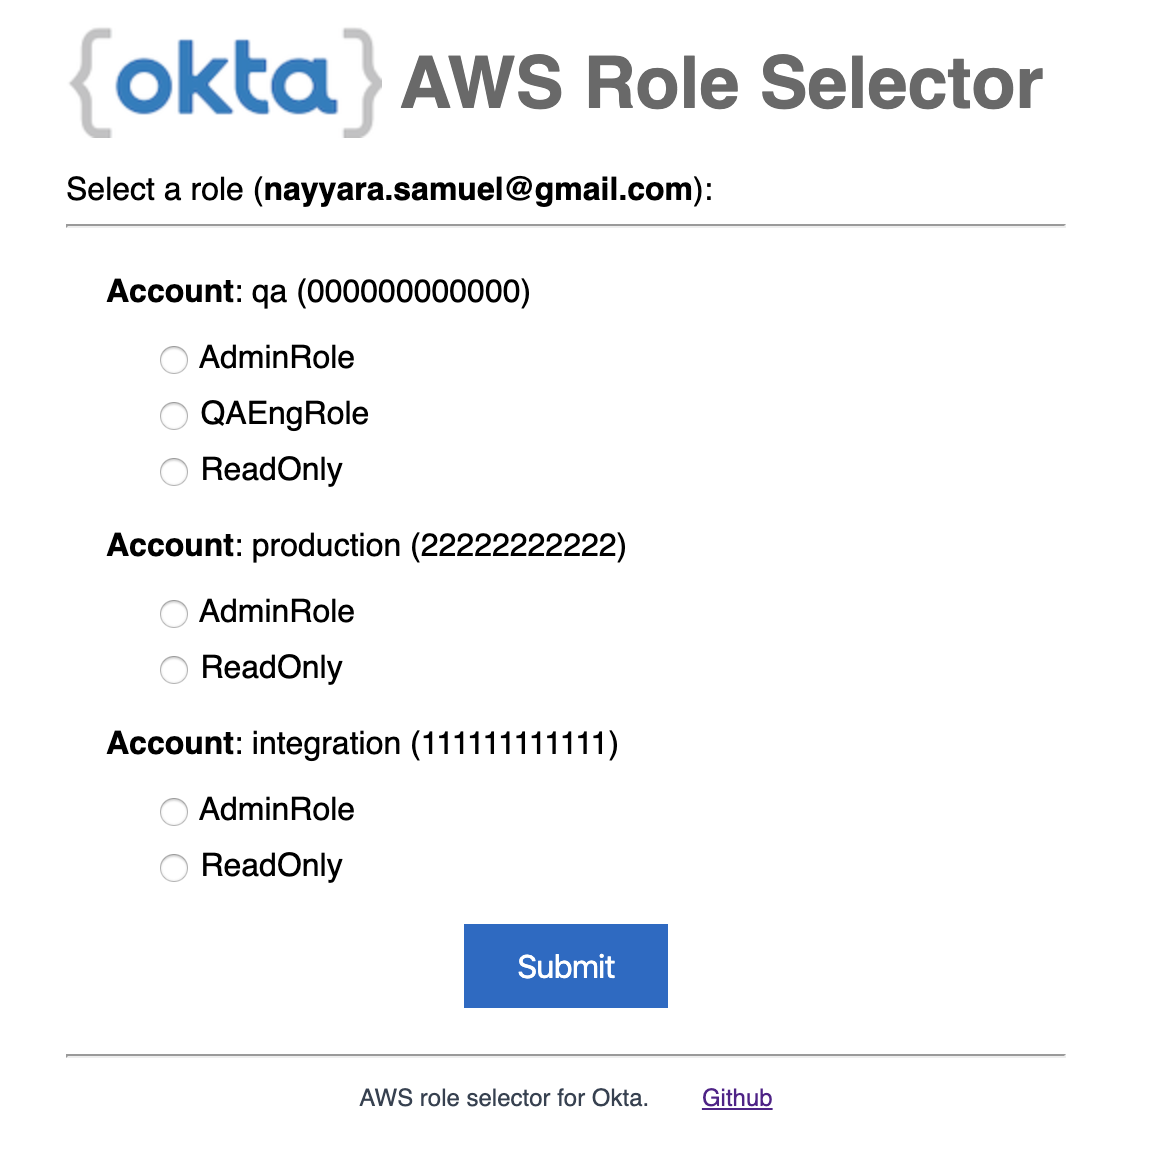 {okta} AWS Role Selector
Select a role (nayyara.samuel@gmail.com):
Account: qa (000000000000)
AdminRole
QAEngRole
ReadOnly
Account: production (22222222222)
AdminRole
ReadOnly
Account: integration (111111111111)
AdminRole
ReadOnly
Submit
AWS role selector for Okta. Github